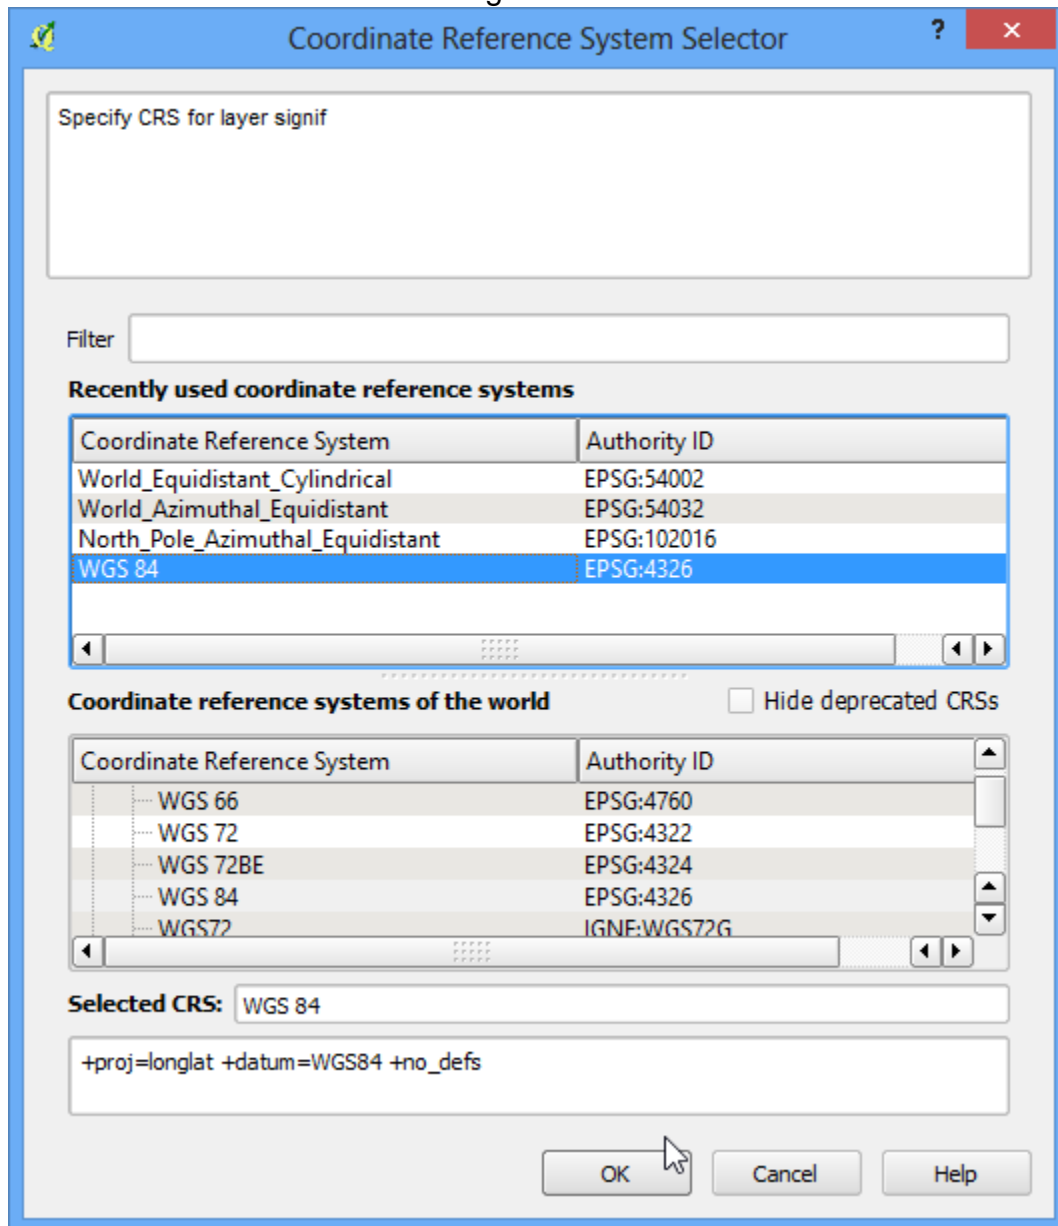 Coordinate Reference System Selector ?
Specify CRS for layer signif
Filter
Recently used coordinate reference systems
Coordinate Reference System Authority ID
World_Equidistant_Cylindrical EPSG:54002
World_Azimuthal_Equidistant EPSG:54032
North_Pole_Azimuthal_Equidistant EPSG:102016
WGS 84 EPSG:4326
Coordinate reference systems of the world Hide deprecated CRSs
Coordinate Reference System Authority ID
WGS 66 EPSG:4760
WGS 72 EPSG:4322
WGS 72BE EPSG:4324
WGS 84 EPSG:4326
WGS72 IGNF:WGS72G
Selected CRS: WGS 84
+proj=longlat +datum=WGS84 +no_defs
OK Cancel Help